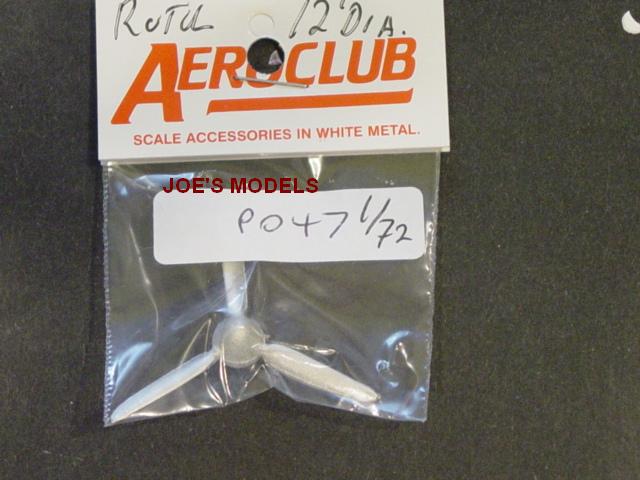 ROTOL 12' DIA.
AEROCLUB
SCALE ACCESSORIES IN WHITE METAL.
JOE'S MODELS
P047 1/72